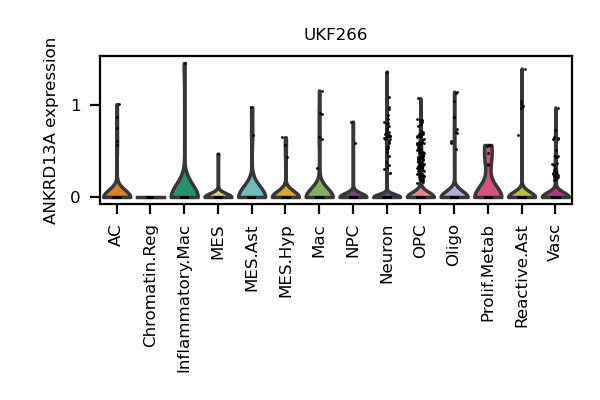 UKF266
ANKRD13A expression
1
0
AC
Chromatin.Reg
Inflammatory.Mac
MES
MES.Ast
MES.Hyp
Mac
NPC
Neuron
OPC
Oligo
Prolif.Metab
Reactive.Ast
Vasc